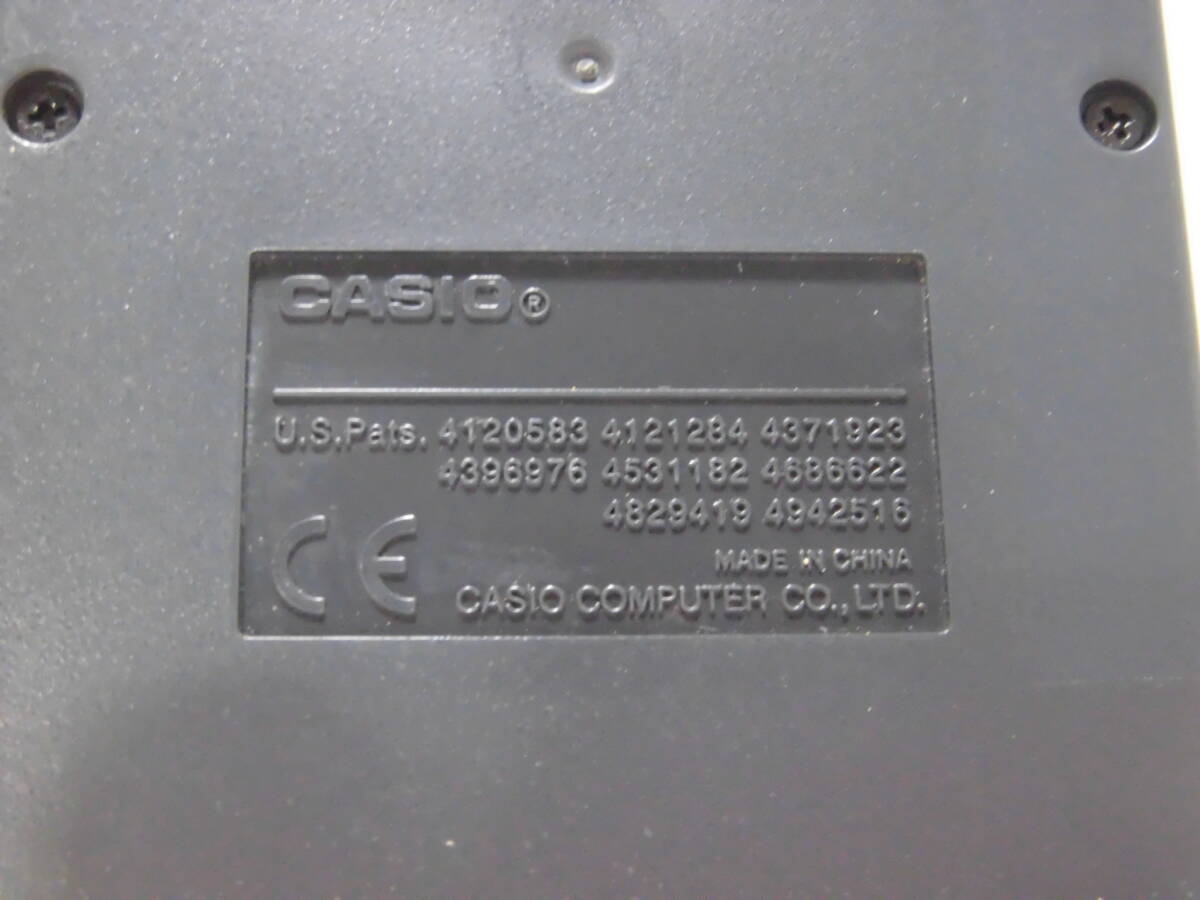 CASIO®
U.S.Pats. 4120583 4121284 4371923
4396976 4531182 4686622
4829419 4942516
CE
MADE IN CHINA
CASIO COMPUTER CO.,LTD.